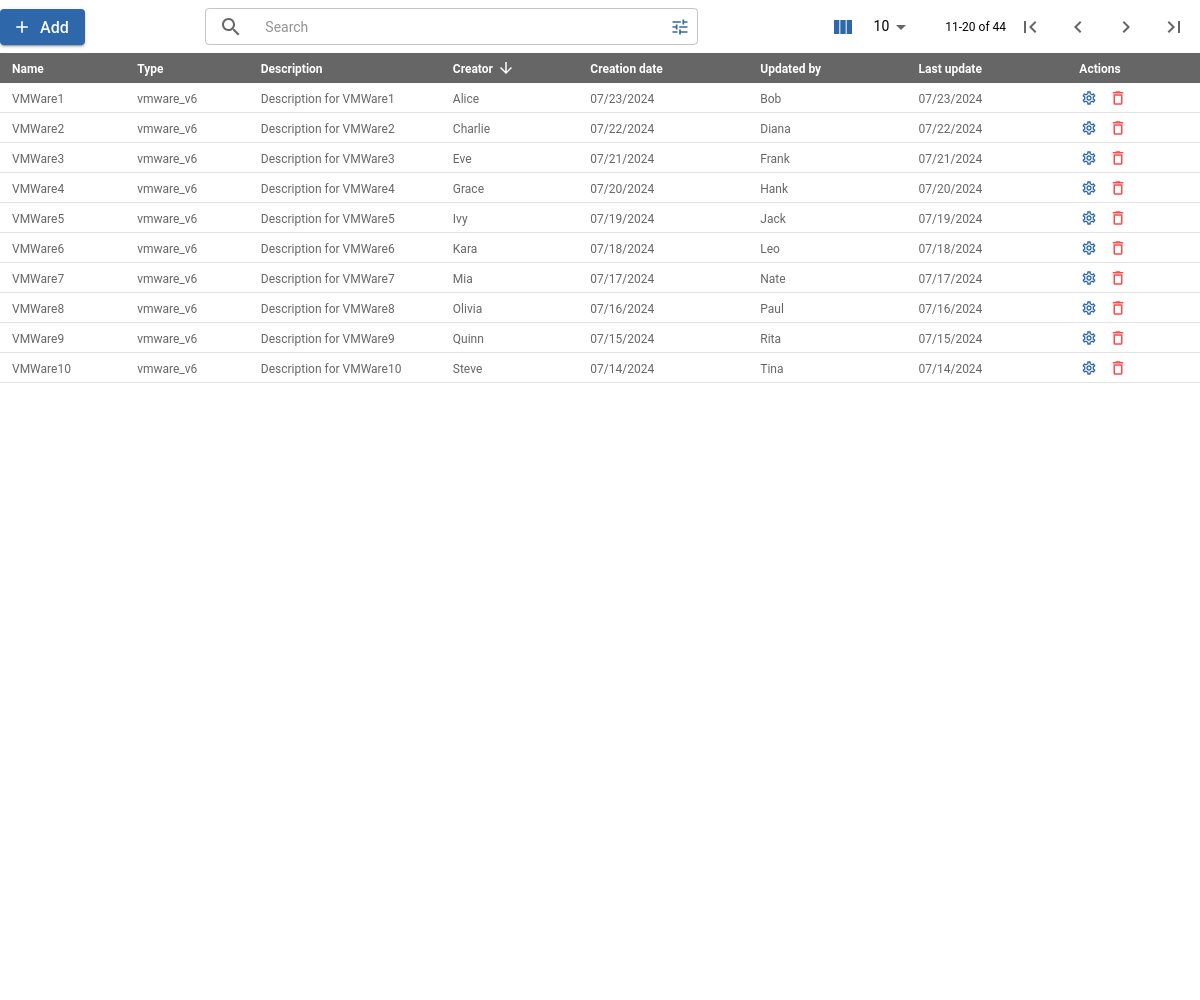 Add Search 10 11-20 of 44
Name Type Description Creator Creation date Updated by Last update Actions
VMWare1 vmware_v6 Description for VMWare1 Alice 07/23/2024 Bob 07/23/2024
VMWare2 vmware_v6 Description for VMWare2 Charlie 07/22/2024 Diana 07/22/2024
VMWare3 vmware_v6 Description for VMWare3 Eve 07/21/2024 Frank 07/21/2024
VMWare4 vmware_v6 Description for VMWare4 Grace 07/20/2024 Hank 07/20/2024
VMWare5 vmware_v6 Description for VMWare5 Ivy 07/19/2024 Jack 07/19/2024
VMWare6 vmware_v6 Description for VMWare6 Kara 07/18/2024 Leo 07/18/2024
VMWare7 vmware_v6 Description for VMWare7 Mia 07/17/2024 Nate 07/17/2024
VMWare8 vmware_v6 Description for VMWare8 Olivia 07/16/2024 Paul 07/16/2024
VMWare9 vmware_v6 Description for VMWare9 Quinn 07/15/2024 Rita 07/15/2024
VMWare10 vmware_v6 Description for VMWare10 Steve 07/14/2024 Tina 07/14/2024